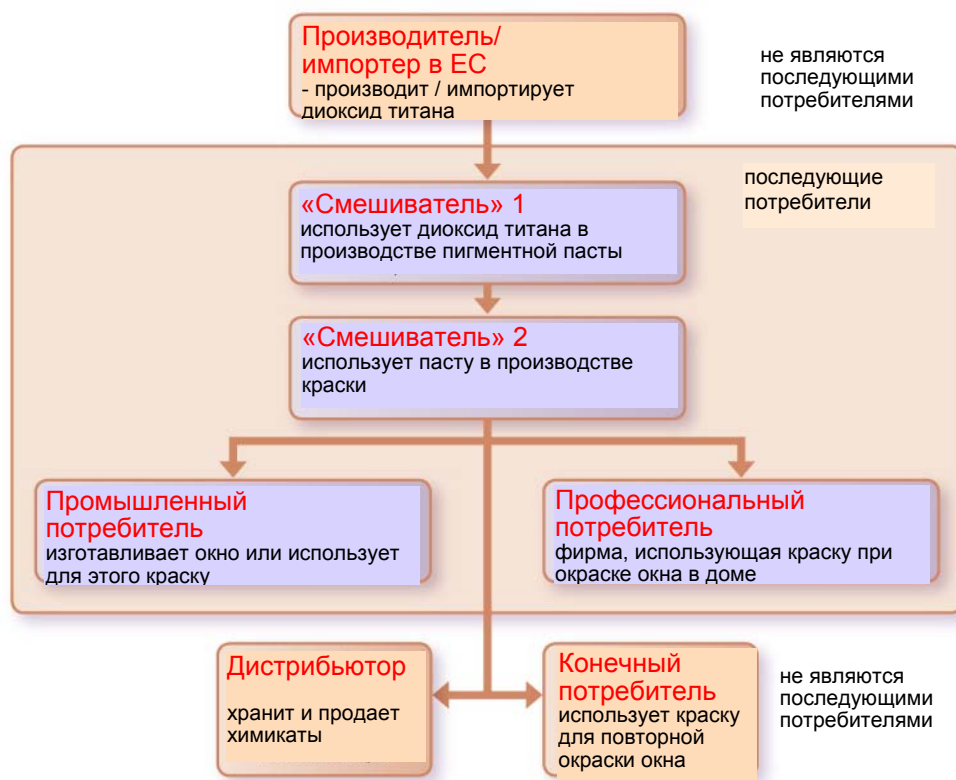 Производитель/
импортер в ЕС
- производит / импортирует
диоксид титана
не являются
последующими
потребителями
последующие
потребители
«Смешиватель» 1
использует диоксид титана в
производстве пигментной пасты
«Смешиватель» 2
использует пасту в производстве
краски
Промышленный
потребитель
изготавливает окно или использует
для этого краску
Профессиональный
потребитель
фирма, использующая краску при
окраске окна в доме
Дистрибьютор
хранит и продает
химикаты
Конечный
потребитель
использует краску
для повторной
окраски окна
не являются
последующими
потребителями